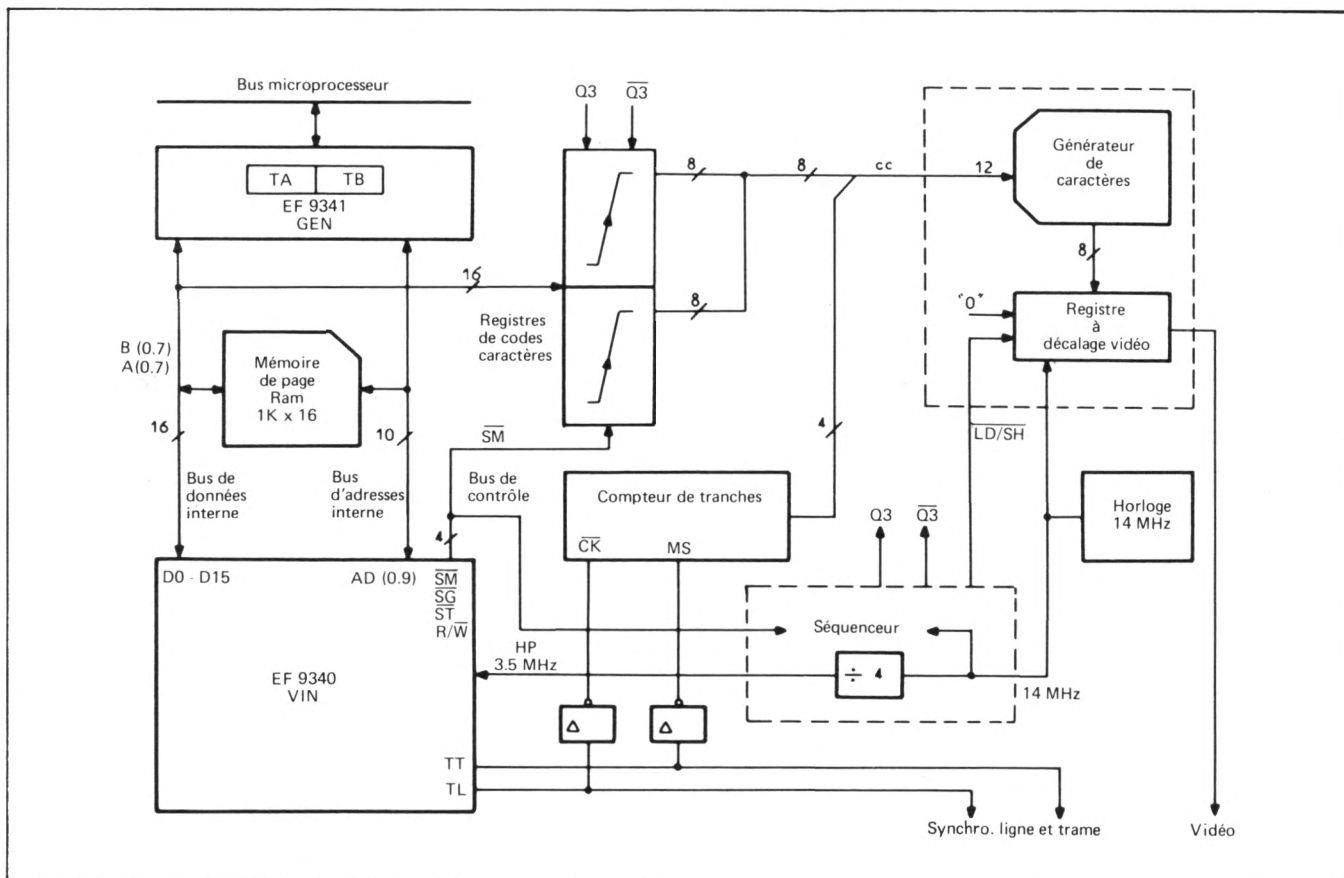 Bus microprocesseur
Q3
Q3
TA
TB
EF 9341
GEN
8
8
cc
12
Générateur
de
caractères
16
8
8
"0"
Registre
à
décalage vidéo
Registres
de codes
caractères
B (0.7)
A(0.7)
Mémoire
de page
Ram
1K x 16
16
10
SM
4
LD/SH
Bus de
données
interne
Bus
d'adresses
interne
Bus de
contrôle
Compteur de tranches
Q3
Q3
Horloge
14 MHz
4
CK
MS
D0 - D15
AD (0.9)
SM
SG
ST
R/W
Séquenceur
HP
3.5 MHz
÷ 4
14 MHz
EF 9340
VIN
Δ
Δ
TT
TL
Synchro. ligne et trame
Vidéo